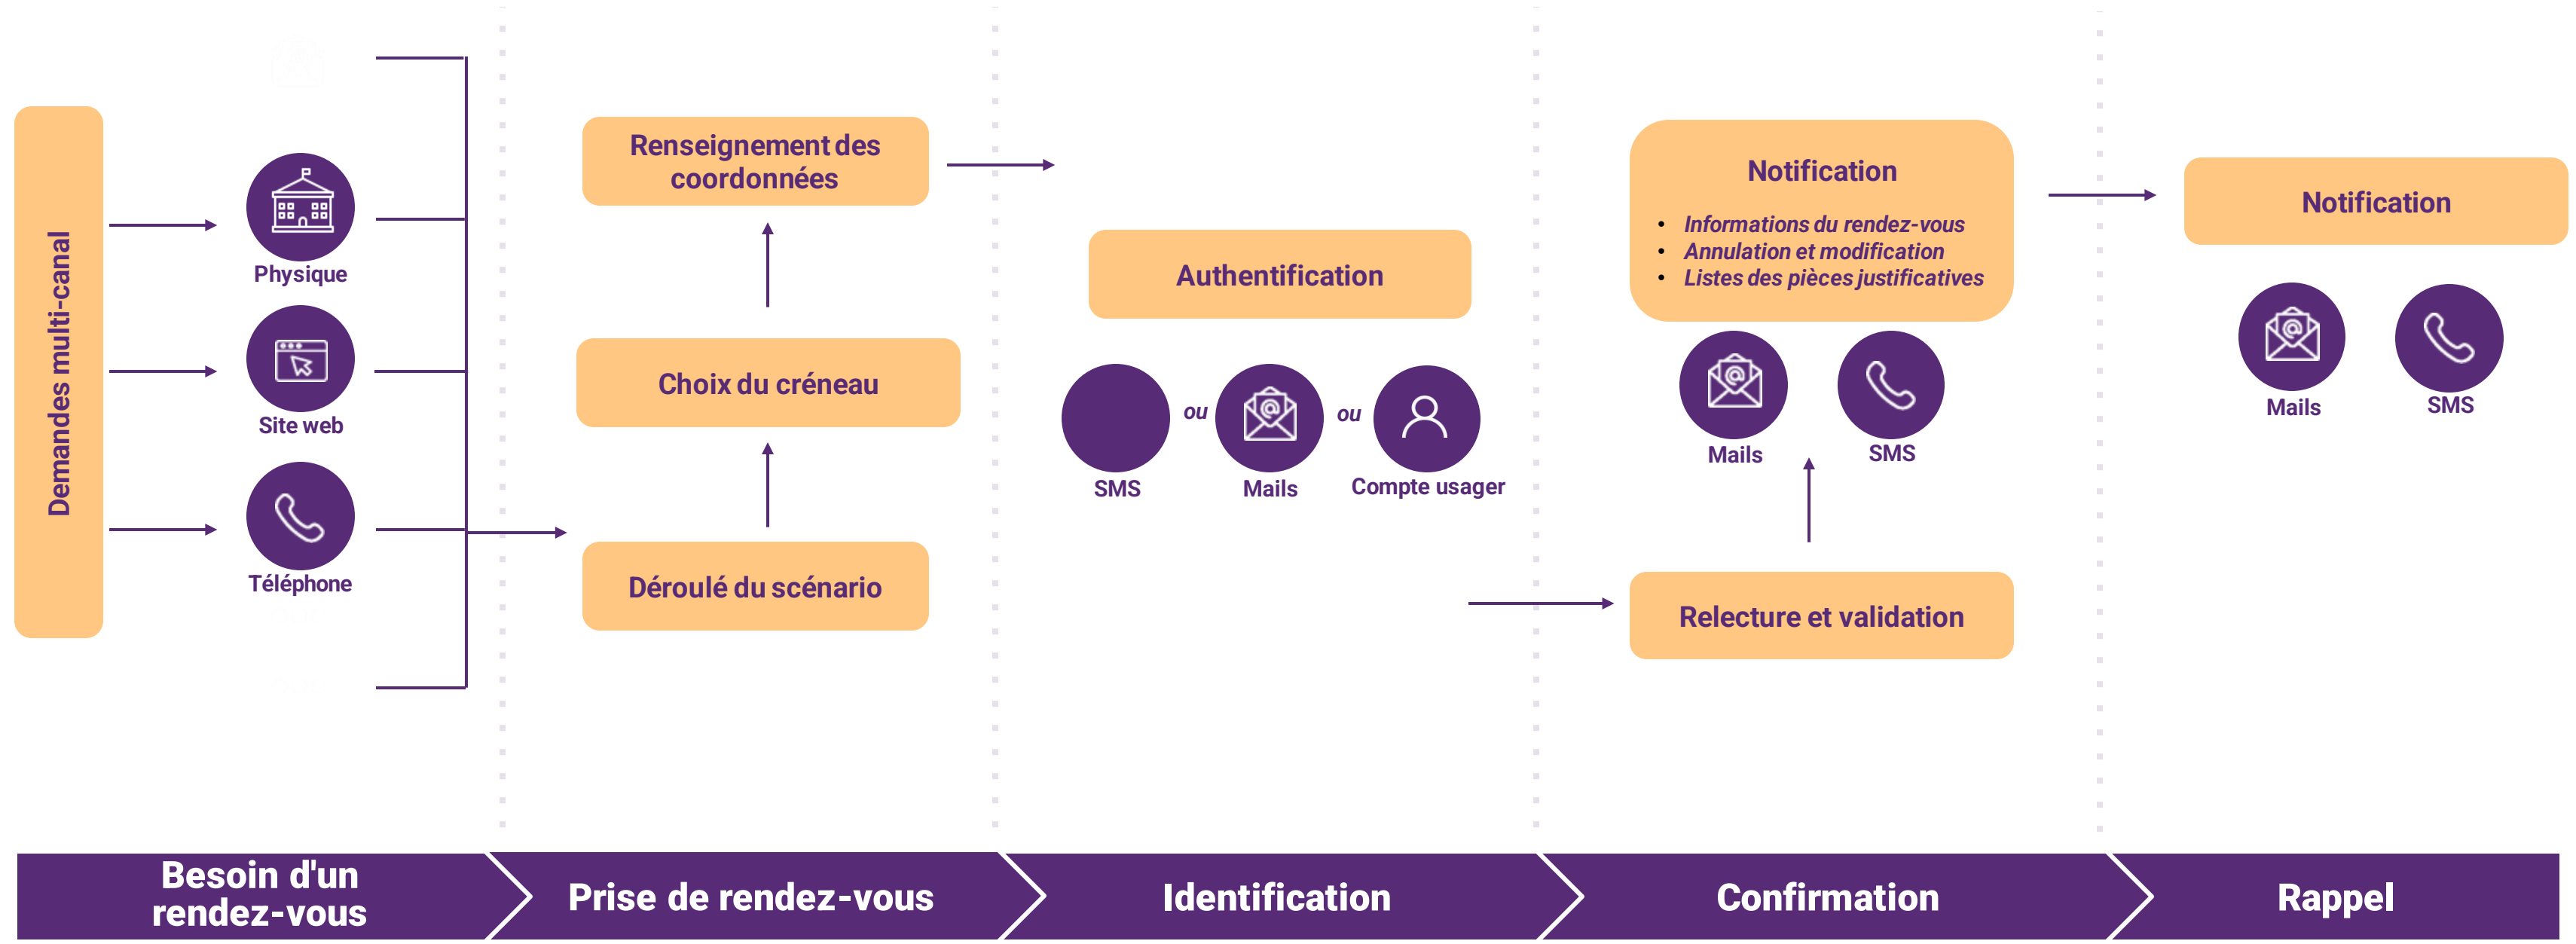 Demandes multi-canal
Physique
Site web
Téléphone
Renseignement des
coordonnées
Choix du créneau
Déroulé du scénario
Authentification
SMS
ou
Mails
ou
Compte usager
Notification
• Informations du rendez-vous
• Annulation et modification
• Listes des pièces justificatives
Mails
SMS
Relecture et validation
Notification
Mails
SMS
Besoin d'un
rendez-vous
Prise de rendez-vous
Identification
Confirmation
Rappel